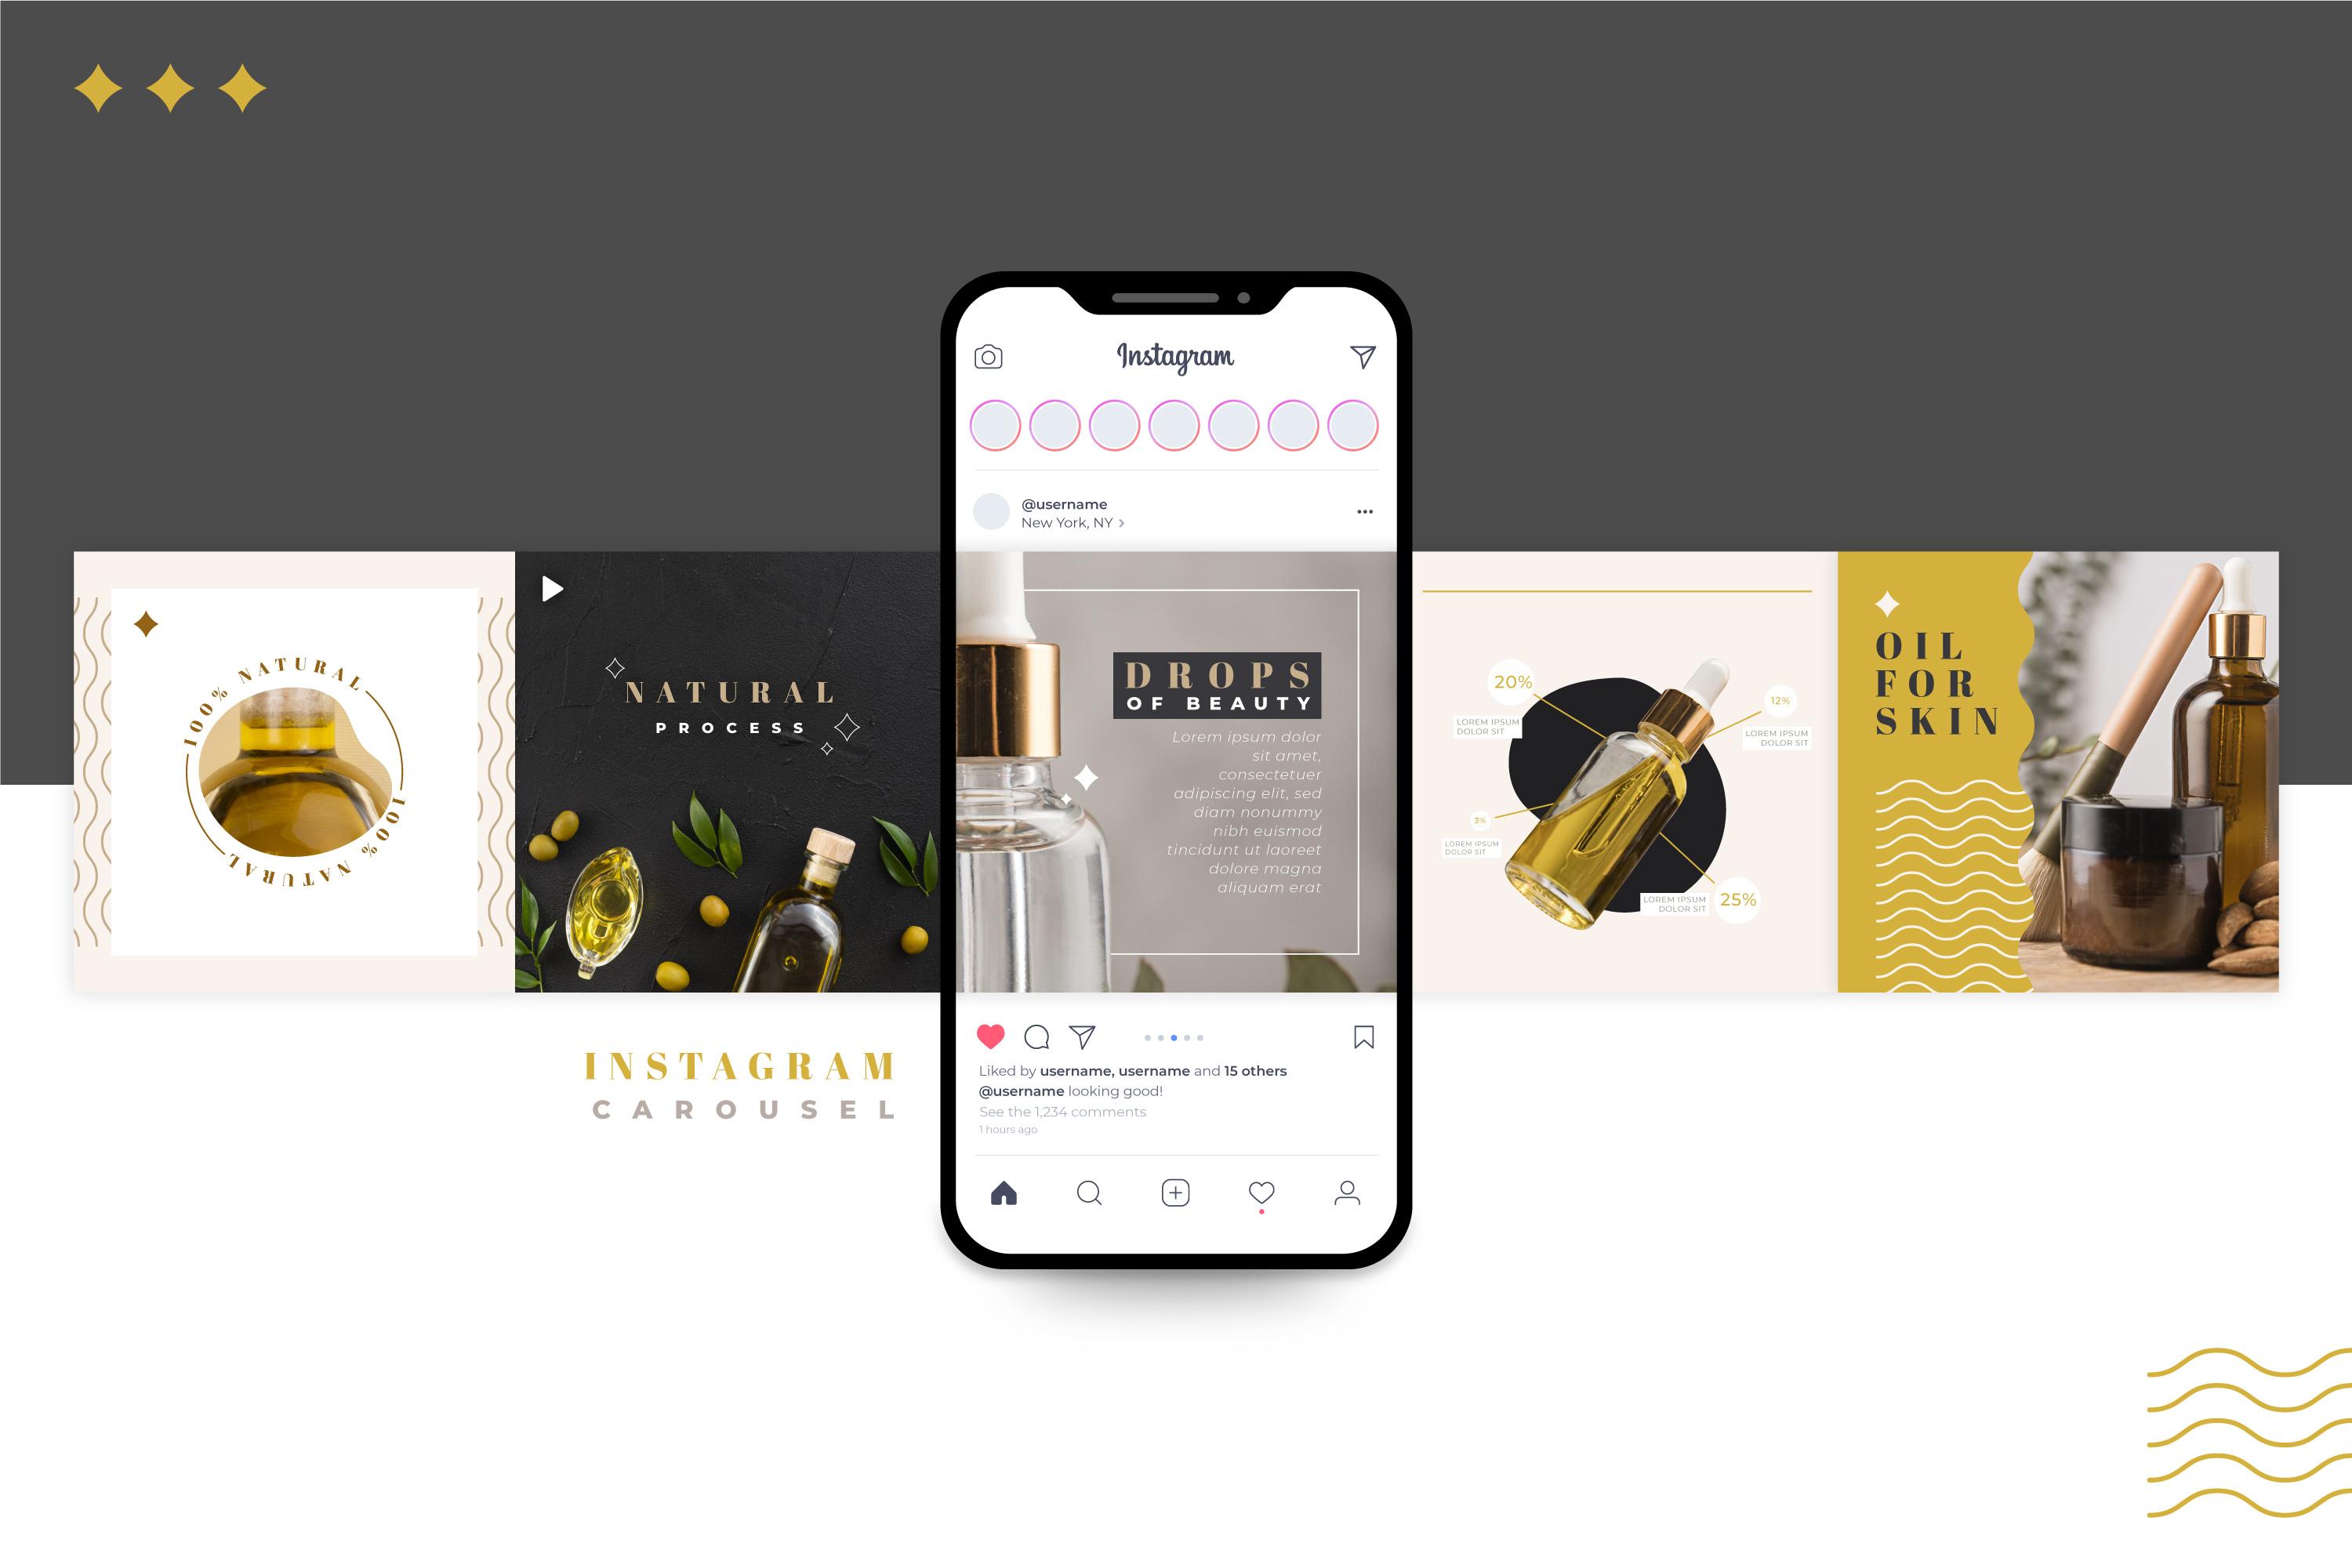 100% NATURAL
100% NATURAL
NATURAL
PROCESS
Instagram
@username
New York, NY >
DROPS
OF BEAUTY
Lorem ipsum dolor
sit amet,
consectetuer
adipiscing elit, sed
diam nonummy
nibh euismod
tincidunt ut laoreet
dolore magna
aliquam erat
20%
LOREM IPSUM
DOLOR SIT
12%
LOREM IPSUM
DOLOR SIT
3%
LOREM IPSUM
DOLOR SIT
LOREM IPSUM
DOLOR SIT
25%
OIL
FOR
SKIN
INSTAGRAM
CAROUSEL
Liked by username, username and 15 others
@username looking good!
See the 1,234 comments
1 hours ago